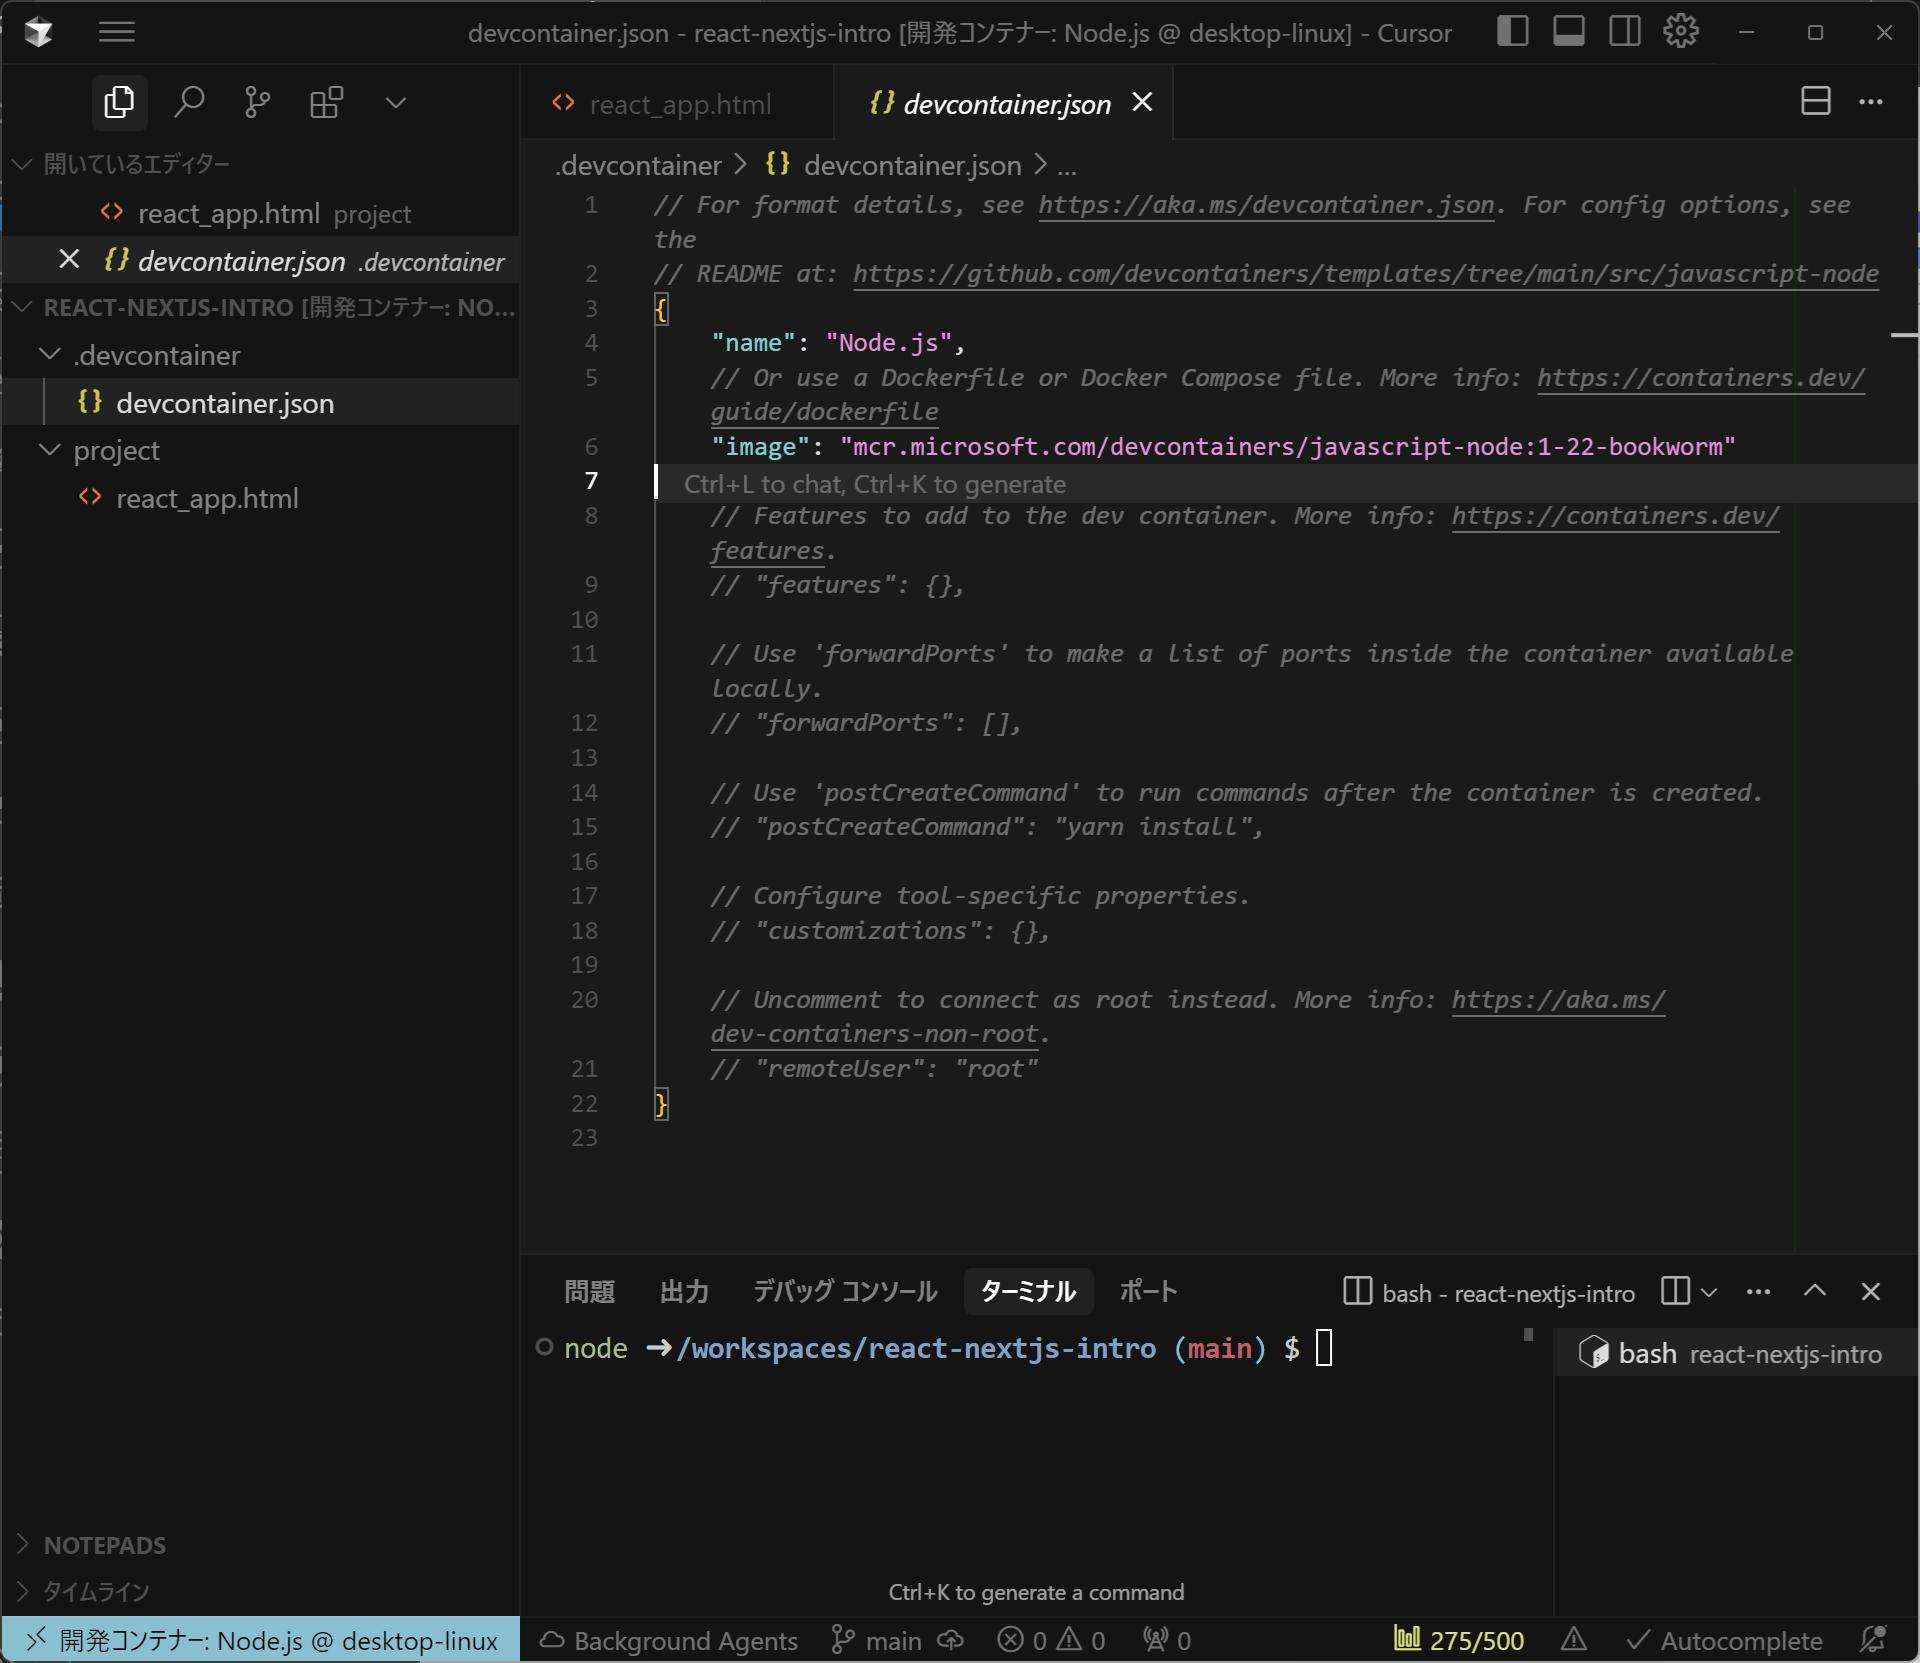 devcontainer.json - react-nextjs-intro [開発コンテナー: Node.js @ desktop-linux] - Cursor
開いているエディター
react_app.html project
devcontainer.json .devcontainer
REACT-NEXTJS-INTRO [開発コンテナー: NO...
.devcontainer
devcontainer.json
project
react_app.html
NOTEPADS
タイムライン
react_app.html
devcontainer.json
.devcontainer > {} devcontainer.json > ...
1 // For format details, see https://aka.ms/devcontainer.json. For config options, see
the
2 // README at: https://github.com/devcontainers/templates/tree/main/src/javascript-node
3 {
4 "name": "Node.js",
5 // Or use a Dockerfile or Docker Compose file. More info: https://containers.dev/
guide/dockerfile
6 "image": "mcr.microsoft.com/devcontainers/javascript-node:1-22-bookworm"
7 Ctrl+L to chat, Ctrl+K to generate
8 // Features to add to the dev container. More info: https://containers.dev/
features.
9 // "features": {},
10
11 // Use 'forwardPorts' to make a list of ports inside the container available
locally.
12 // "forwardPorts": [],
13
14 // Use 'postCreateCommand' to run commands after the container is created.
15 // "postCreateCommand": "yarn install",
16
17 // Configure tool-specific properties.
18 // "customizations": {},
19
20 // Uncomment to connect as root instead. More info: https://aka.ms/
dev-containers-non-root.
21 // "remoteUser": "root"
22 }
23
問題 出力 デバッグ コンソール ターミナル ポート bash - react-nextjs-intro
node ➜ /workspaces/react-nextjs-intro (main) $
bash react-nextjs-intro
Ctrl+K to generate a command
開発コンテナー: Node.js @ desktop-linux Background Agents main 0 0 0 275/500 Autocomplete